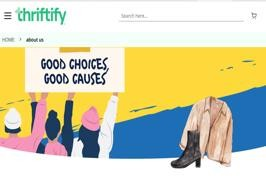 thriftify
Search here...
HOME > about us
GOOD CHOICES,
GOOD CAUSES